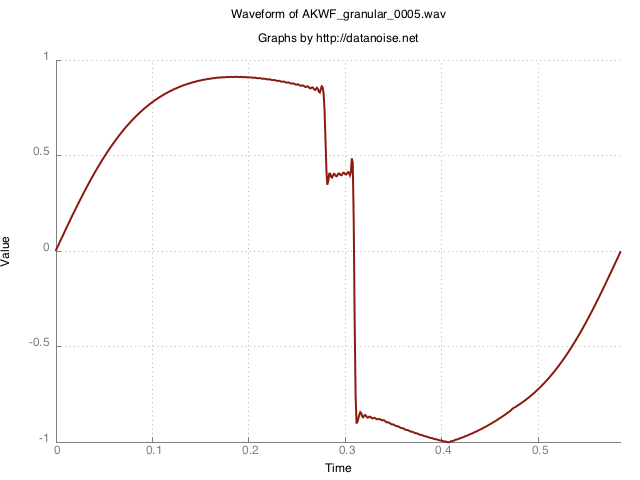 Waveform of AKWF_granular_0005.wav
Graphs by http://datanoise.net
1
0.5
0
-0.5
-1
Value
0 0.1 0.2 0.3 0.4 0.5
Time